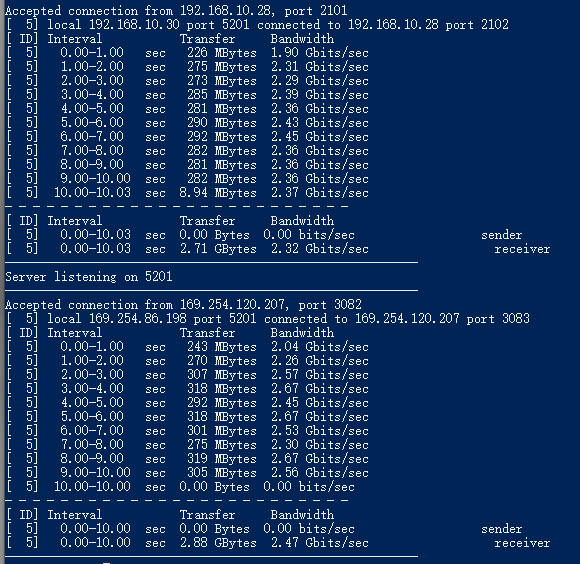 Accepted connection from 192.168.10.28, port 2101
[  5] local 192.168.10.30 port 5201 connected to 192.168.10.28 port 2102
[ ID] Interval           Transfer     Bandwidth
[  5]   0.00-1.00   sec   226 MBytes  1.90 Gbits/sec
[  5]   1.00-2.00   sec   275 MBytes  2.31 Gbits/sec
[  5]   2.00-3.00   sec   273 MBytes  2.29 Gbits/sec
[  5]   3.00-4.00   sec   285 MBytes  2.39 Gbits/sec
[  5]   4.00-5.00   sec   281 MBytes  2.36 Gbits/sec
[  5]   5.00-6.00   sec   290 MBytes  2.43 Gbits/sec
[  5]   6.00-7.00   sec   292 MBytes  2.45 Gbits/sec
[  5]   7.00-8.00   sec   282 MBytes  2.36 Gbits/sec
[  5]   8.00-9.00   sec   281 MBytes  2.36 Gbits/sec
[  5]   9.00-10.00  sec   282 MBytes  2.36 Gbits/sec
[  5]  10.00-10.03  sec  8.94 MBytes  2.37 Gbits/sec
- - - - - - - - - - - - - - - - - - - - - - - - -
[ ID] Interval           Transfer     Bandwidth
[  5]   0.00-10.03  sec  0.00 Bytes  0.00 bits/sec                  sender
[  5]   0.00-10.03  sec  2.71 GBytes  2.32 Gbits/sec                  receiver
-----------------------------------------------------------
Server listening on 5201
-----------------------------------------------------------
Accepted connection from 169.254.120.207, port 3082
[  5] local 169.254.86.198 port 5201 connected to 169.254.120.207 port 3083
[ ID] Interval           Transfer     Bandwidth
[  5]   0.00-1.00   sec   243 MBytes  2.04 Gbits/sec
[  5]   1.00-2.00   sec   270 MBytes  2.26 Gbits/sec
[  5]   2.00-3.00   sec   307 MBytes  2.57 Gbits/sec
[  5]   3.00-4.00   sec   318 MBytes  2.67 Gbits/sec
[  5]   4.00-5.00   sec   292 MBytes  2.45 Gbits/sec
[  5]   5.00-6.00   sec   318 MBytes  2.67 Gbits/sec
[  5]   6.00-7.00   sec   301 MBytes  2.53 Gbits/sec
[  5]   7.00-8.00   sec   275 MBytes  2.30 Gbits/sec
[  5]   8.00-9.00   sec   319 MBytes  2.67 Gbits/sec
[  5]   9.00-10.00  sec   305 MBytes  2.56 Gbits/sec
[  5]  10.00-10.00  sec  0.00 Bytes  0.00 bits/sec
- - - - - - - - - - - - - - - - - - - - - - - - -
[ ID] Interval           Transfer     Bandwidth
[  5]   0.00-10.00  sec  0.00 Bytes  0.00 bits/sec                  sender
[  5]   0.00-10.00  sec  2.88 GBytes  2.47 Gbits/sec                  receiver
-----------------------------------------------------------